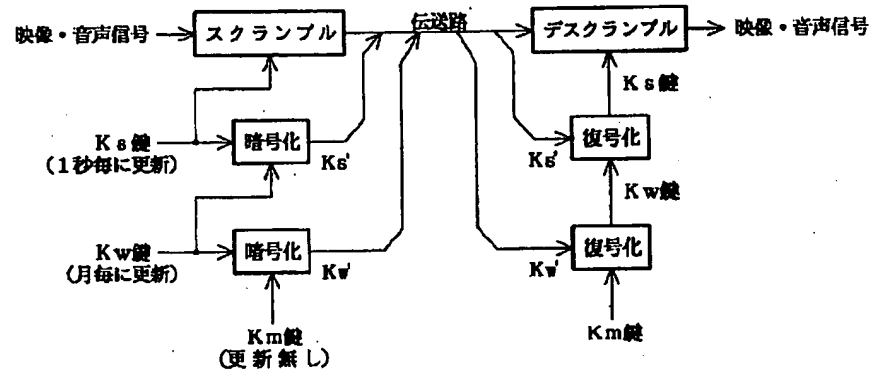 伝送路
映像・音声信号
スクランブル
デスクランブル
映像・音声信号
Ks鍵
Ks鍵
(1秒毎に更新)
暗号化
Ks'
Ks'
復号化
Kw鍵
Kw鍵
(月毎に更新)
暗号化
Kw'
Kw'
復号化
Km鍵
(更新無し)
Km鍵